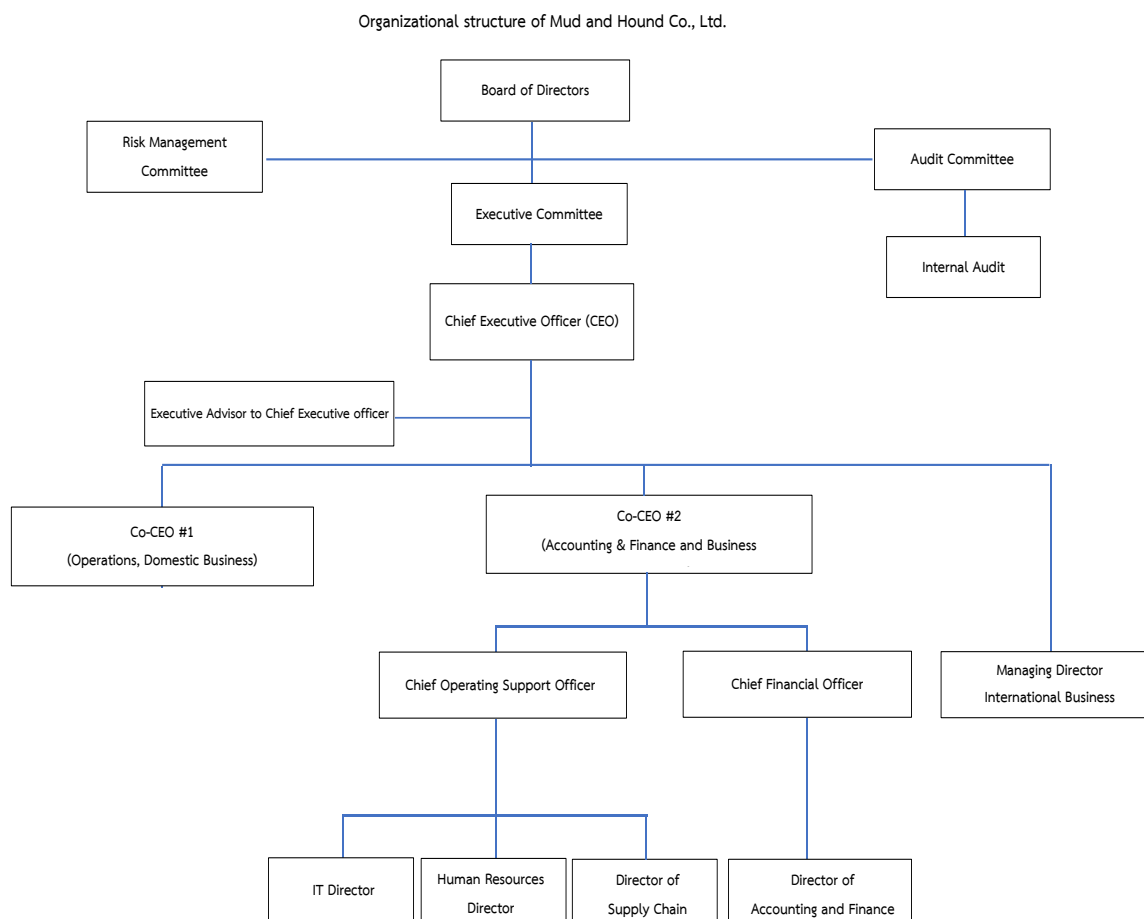 Organizational structure of Mud and Hound Co., Ltd.
Board of Directors
Risk Management
Committee
Audit Committee
Executive Committee
Internal Audit
Chief Executive Officer (CEO)
Executive Advisor to Chief Executive officer
Co-CEO #1
(Operations, Domestic Business)
Co-CEO #2
(Accounting & Finance and Business
Chief Operating Support Officer
Chief Financial Officer
Managing Director
International Business
IT Director
Human Resources
Director
Director of
Supply Chain
Director of
Accounting and Finance